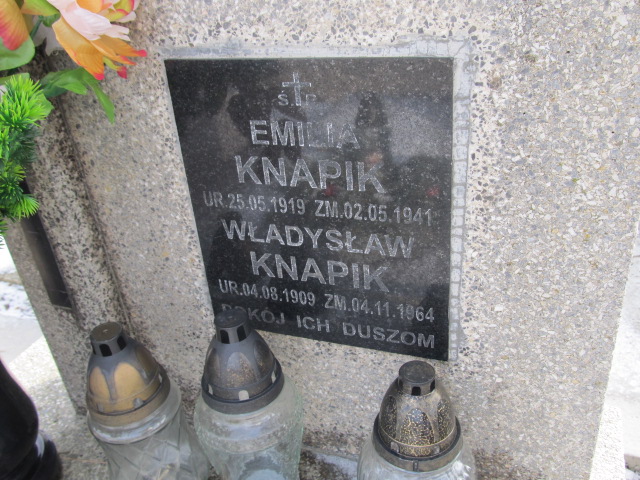 Ś.P.
EMILIA
KNAPIK
UR.25.05.1919 ZM.02.05.1941
WŁADYSŁAW
KNAPIK
UR.04.08.1909 ZM.04.11.1964
POKÓJ ICH DUSZOM